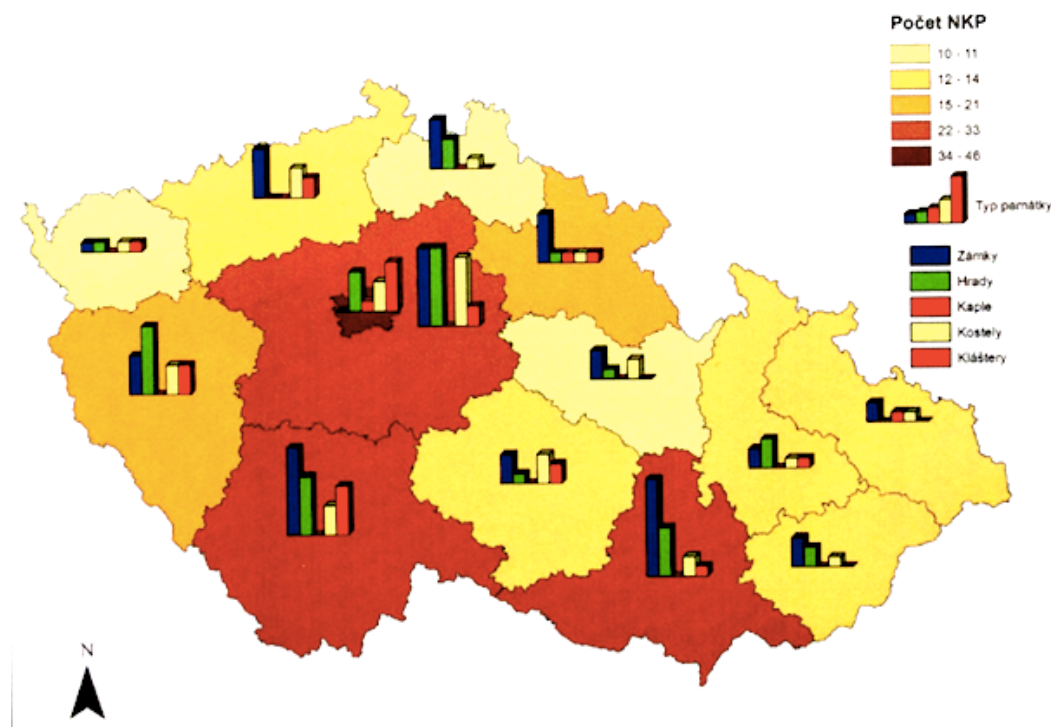 Počet NKP
10 - 11
12 - 14
15 - 21
22 - 33
34 - 46
Typ památky
Zámky
Hrady
Kaple
Kostely
Kláštery
N